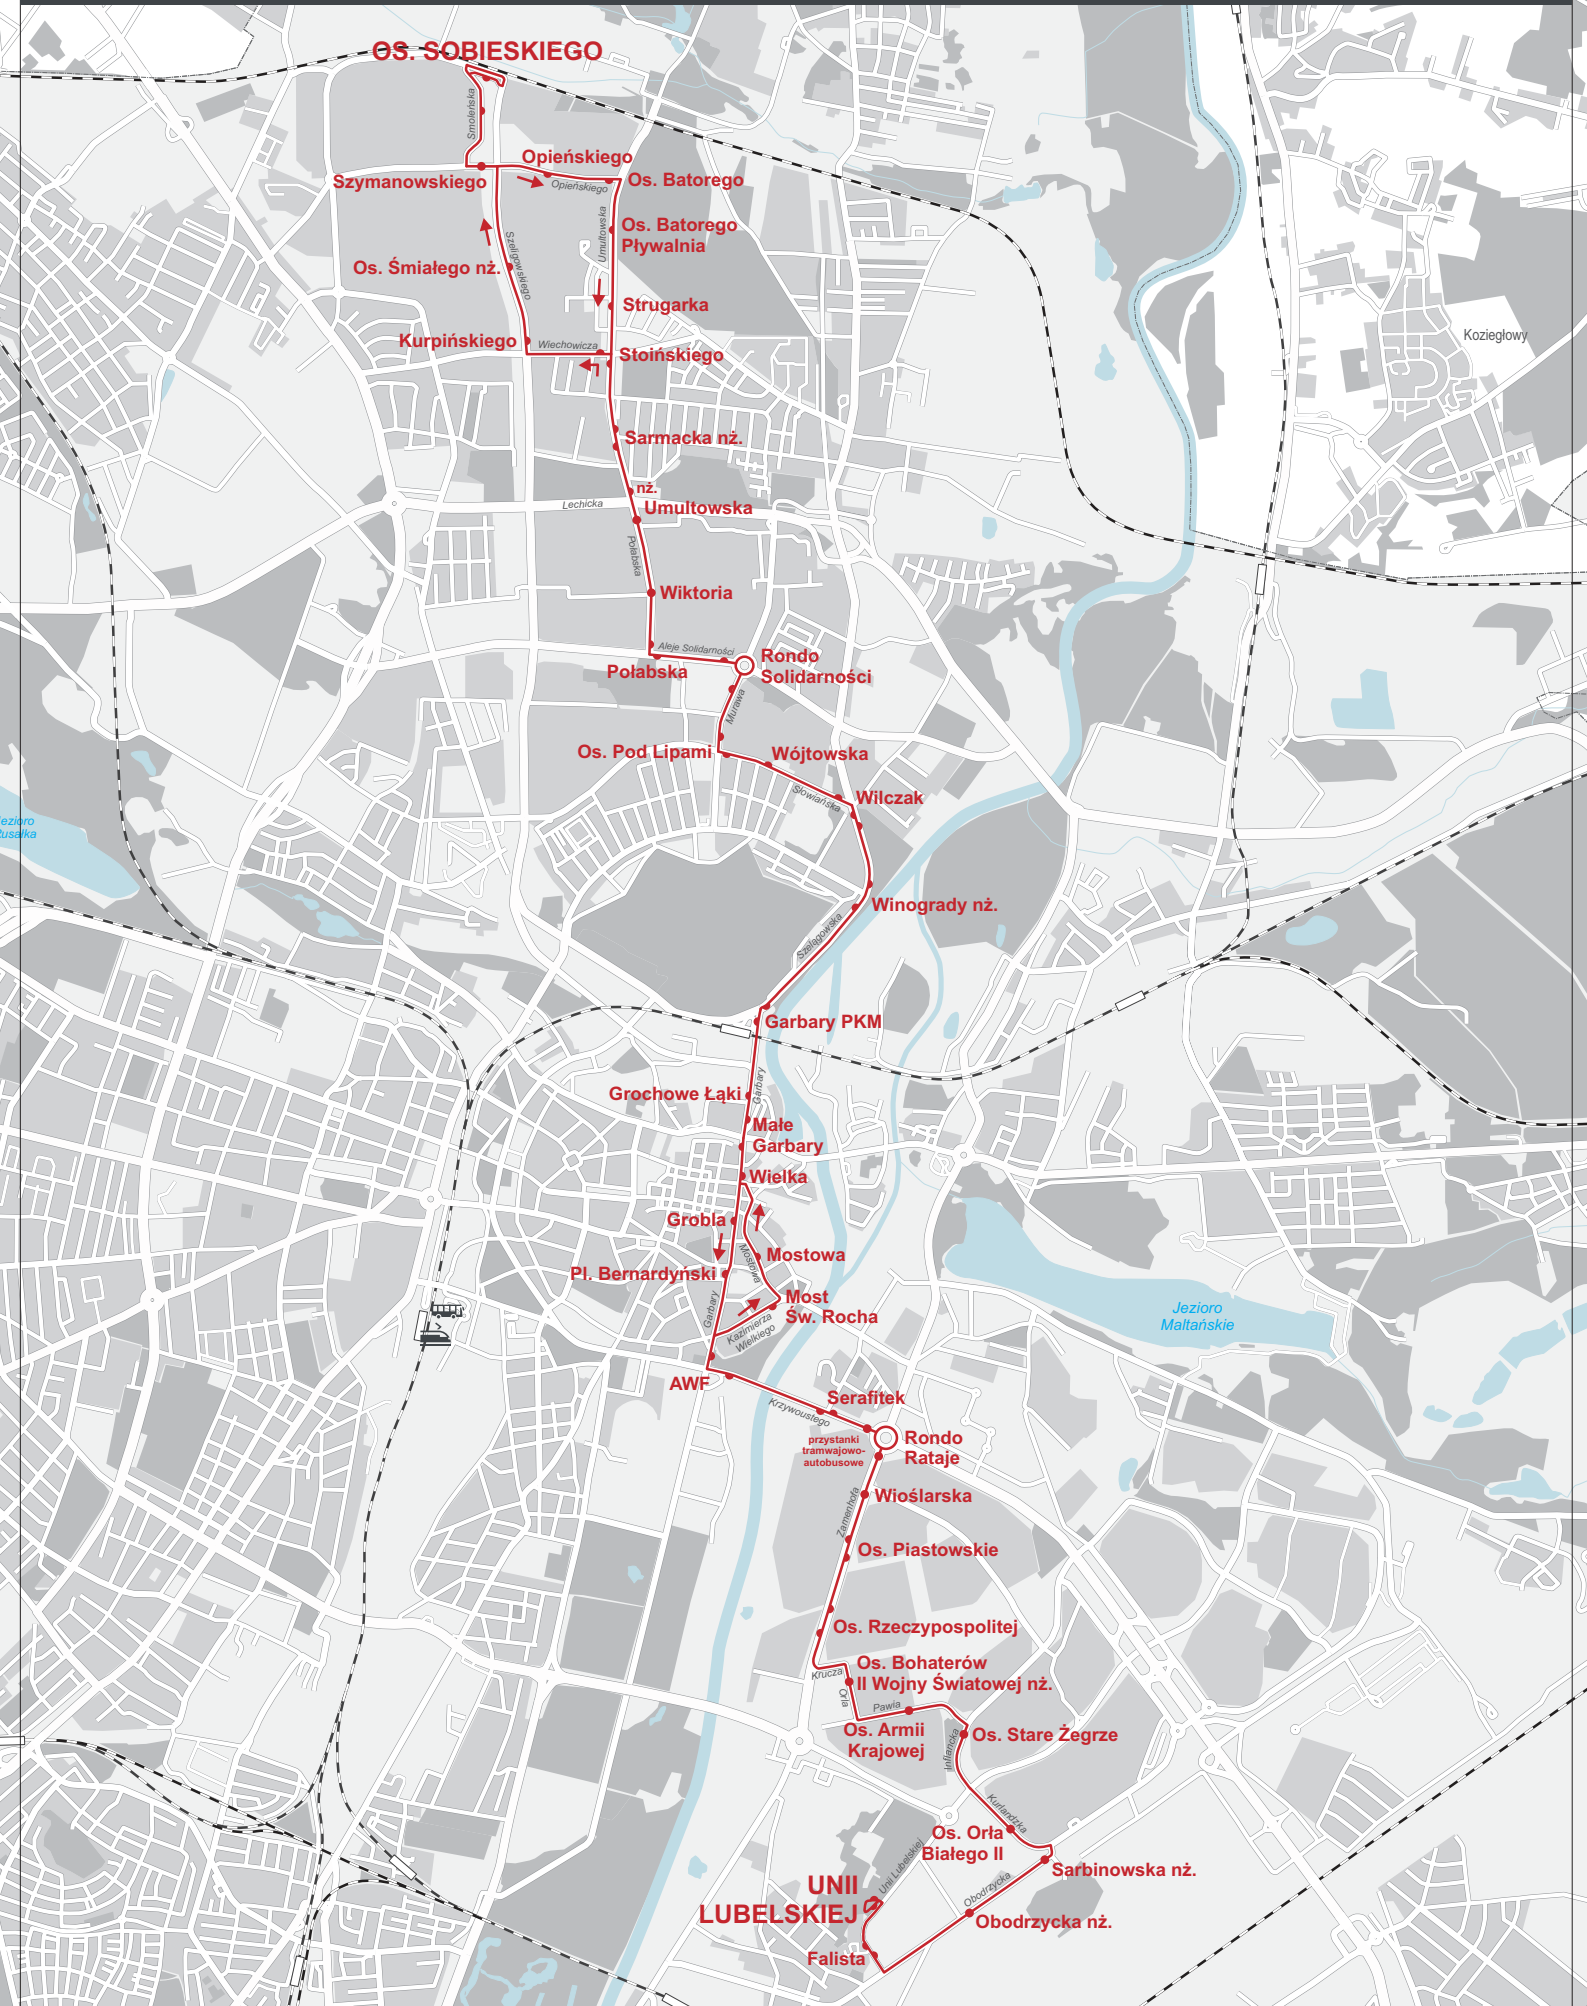 OS. SOBIESKIEGO
Smoleńska
Opieńskiego
Szymanowskiego
Opieńskiego
Os. Batorego
Umultowska
Os. Batorego
Pływalnia
Szeligowskiego
Os. Śmiałego nż.
Strugarka
Kurpińskiego
Wiechowicza
Stoińskiego
Koziegłowy
Sarmacka nż.
nż.
Lechicka
Umultowska
Połabska
Wiktoria
Aleje Solidarności
Rondo
Solidarności
Połabska
Murawa
Os. Pod Lipami
Wójtowska
Słowiańska
Wilczak
Jezioro
Rusałka
Winogrady nż.
Szelągowska
Garbary PKM
Grochowe Łąki
Garbary
Małe
Garbary
Wielka
Grobla
Mostowa
Mostowa
Pl. Bernardyński
Garbary
Most
Św. Rocha
Kazimierza
Wielkiego
Jezioro
Maltańskie
AWF
Krzywoustego
Serafitek
przystanki
tramwajowo-
autobusowe
Rondo
Rataje
Wioślarska
Zamenhofa
Os. Piastowskie
Os. Rzeczypospolitej
Krucza
Os. Bohaterów
II Wojny Światowej nż.
Orla
Pawia
Os. Armii
Krajowej
Inflancka
Os. Stare Żegrze
Kurlandzka
Os. Orła
Białego II
Sarbinowska nż.
Unii Lubelskiej
UNII
LUBELSKIEJ
Obodrzycka
Obodrzycka nż.
Falista